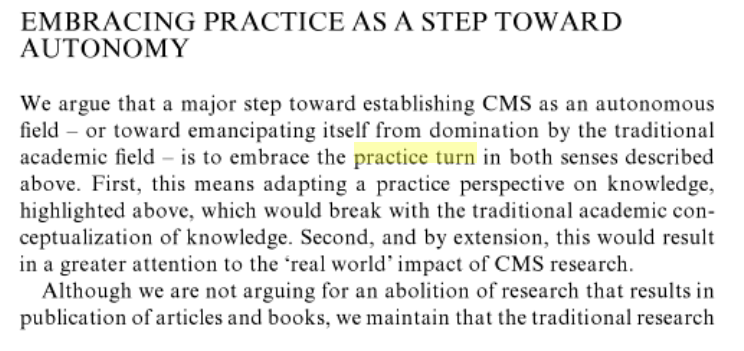 EMBRACING PRACTICE AS A STEP TOWARD
AUTONOMY
We argue that a major step toward establishing CMS as an autonomous
field – or toward emancipating itself from domination by the traditional
academic field – is to embrace the practice turn in both senses described
above. First, this means adapting a practice perspective on knowledge,
highlighted above, which would break with the traditional academic con-
ceptualization of knowledge. Second, and by extension, this would result
in a greater attention to the ‘real world’ impact of CMS research.
Although we are not arguing for an abolition of research that results in
publication of articles and books, we maintain that the traditional research